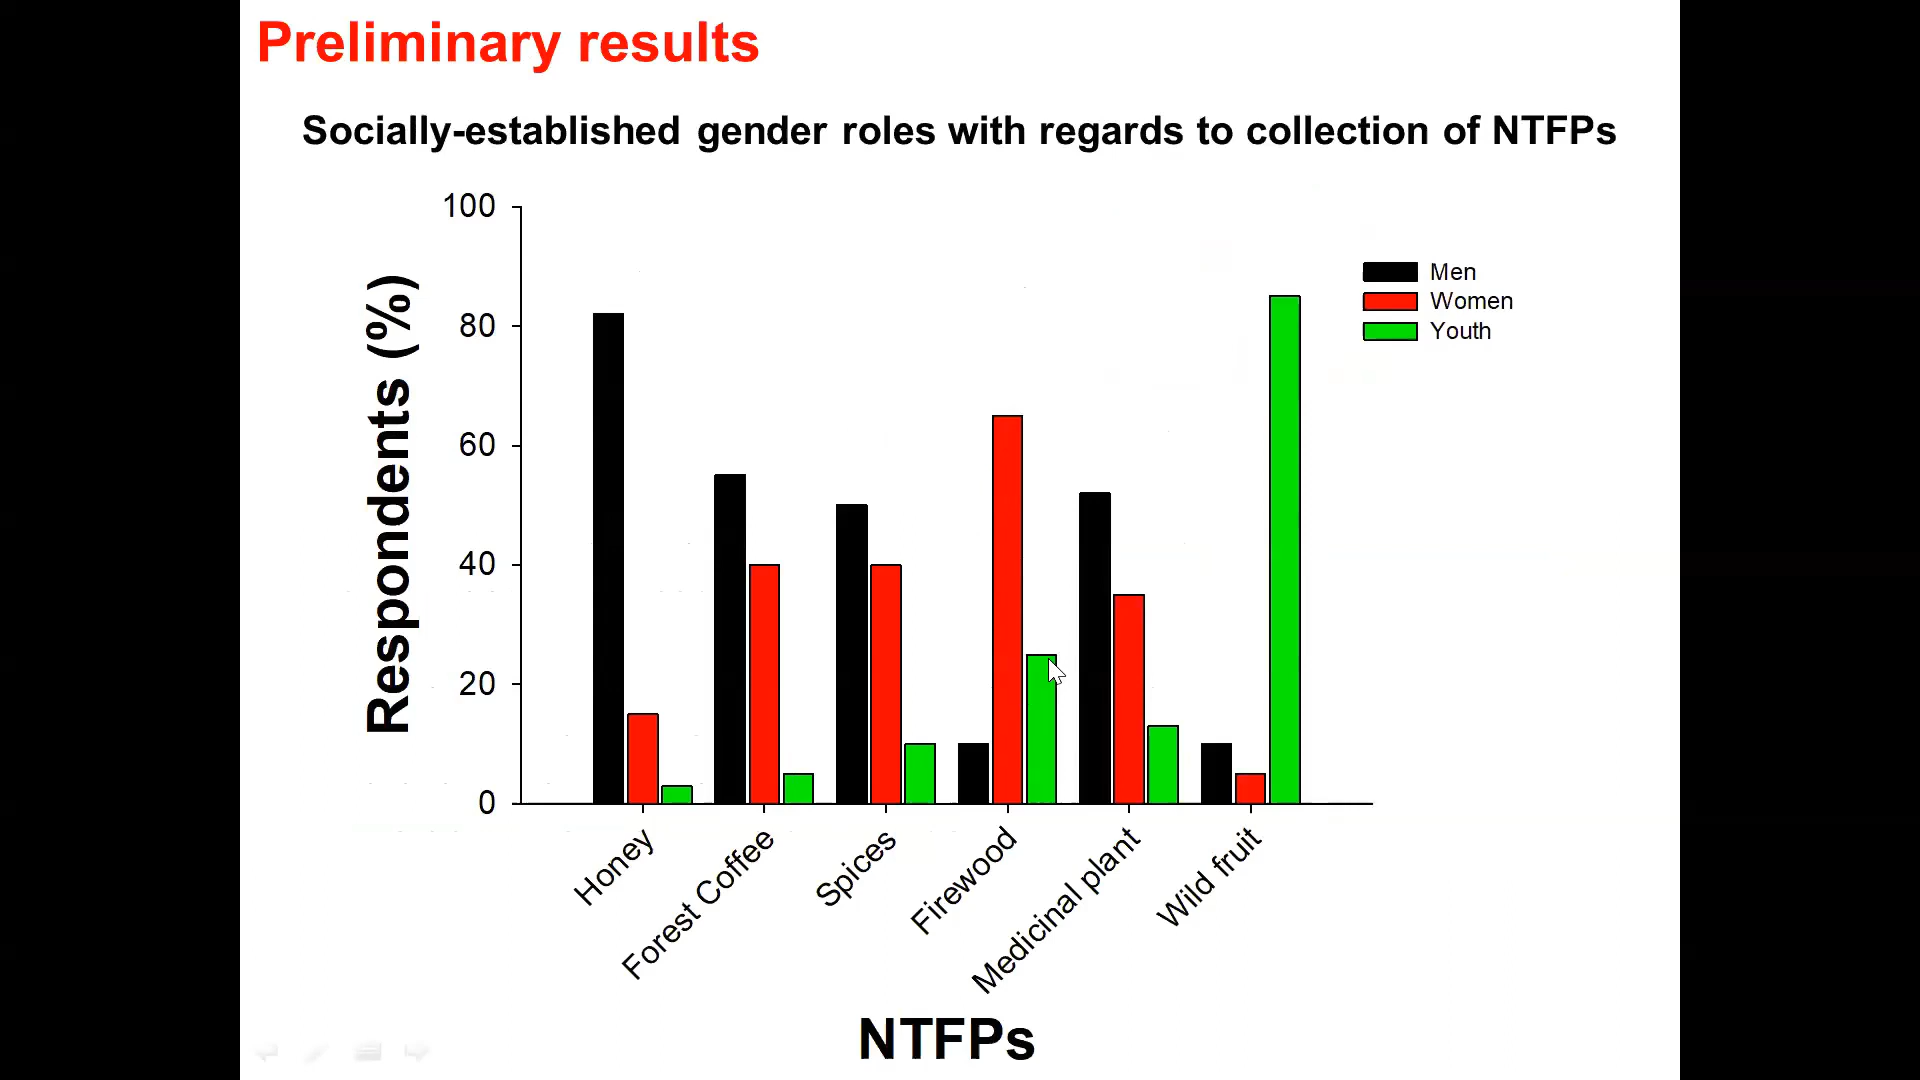 Preliminary results
Socially-established gender roles with regards to collection of NTFPs
Respondents (%)
100
80
60
40
20
0
Men
Women
Youth
Honey
Forest Coffee
Spices
Firewood
Medicinal plant
Wild fruit
NTFPs